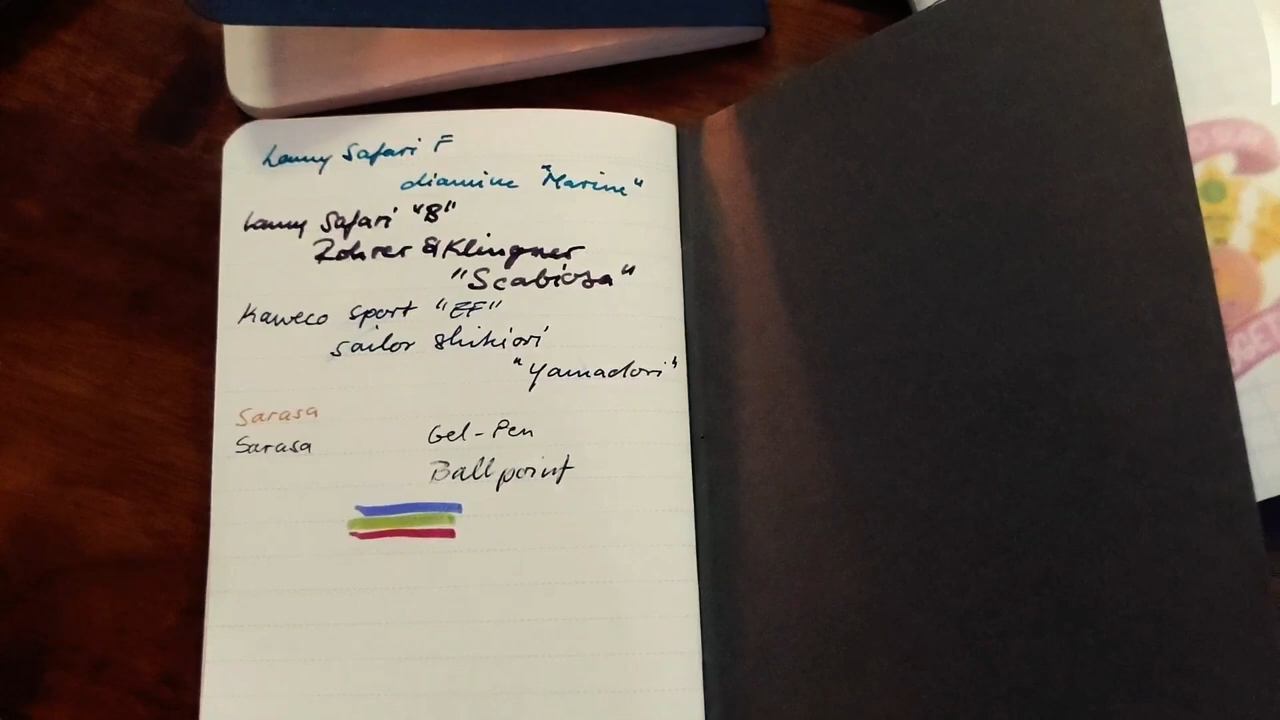 Lamy Safari F
diamine "Marine"
Lamy Safari "B"
Rohrer & Klingner
"Scabiosa"
Kaweco sport "EF"
sailor shikiori
"yamadori"
Sarasa
Sarasa
Gel-Pen
Ballpoint